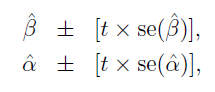 β̂ ± [t × se(β̂)],
α̂ ± [t × se(α̂)],